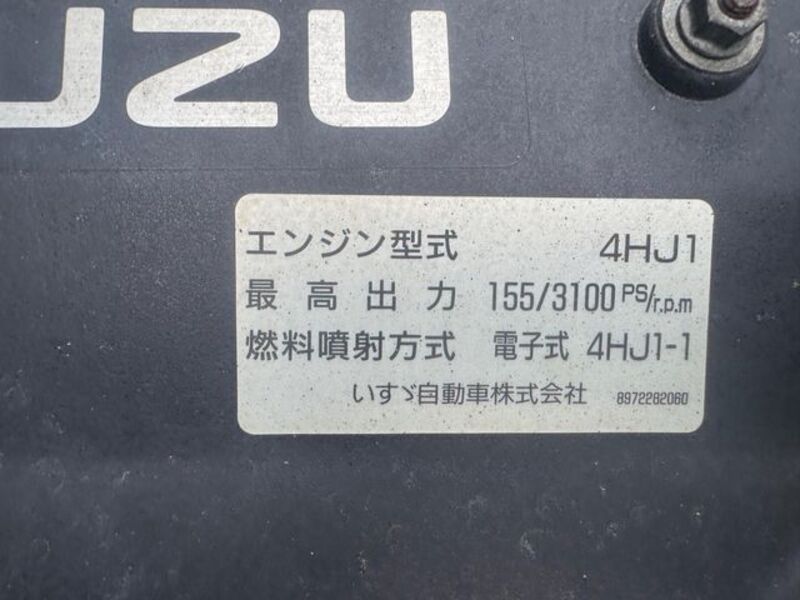 UZU
エンジン型式 4HJ1
最高出力 155/3100 PS/r.p.m
燃料噴射方式 電子式 4HJ1-1
いすゞ自動車株式会社 8972282060